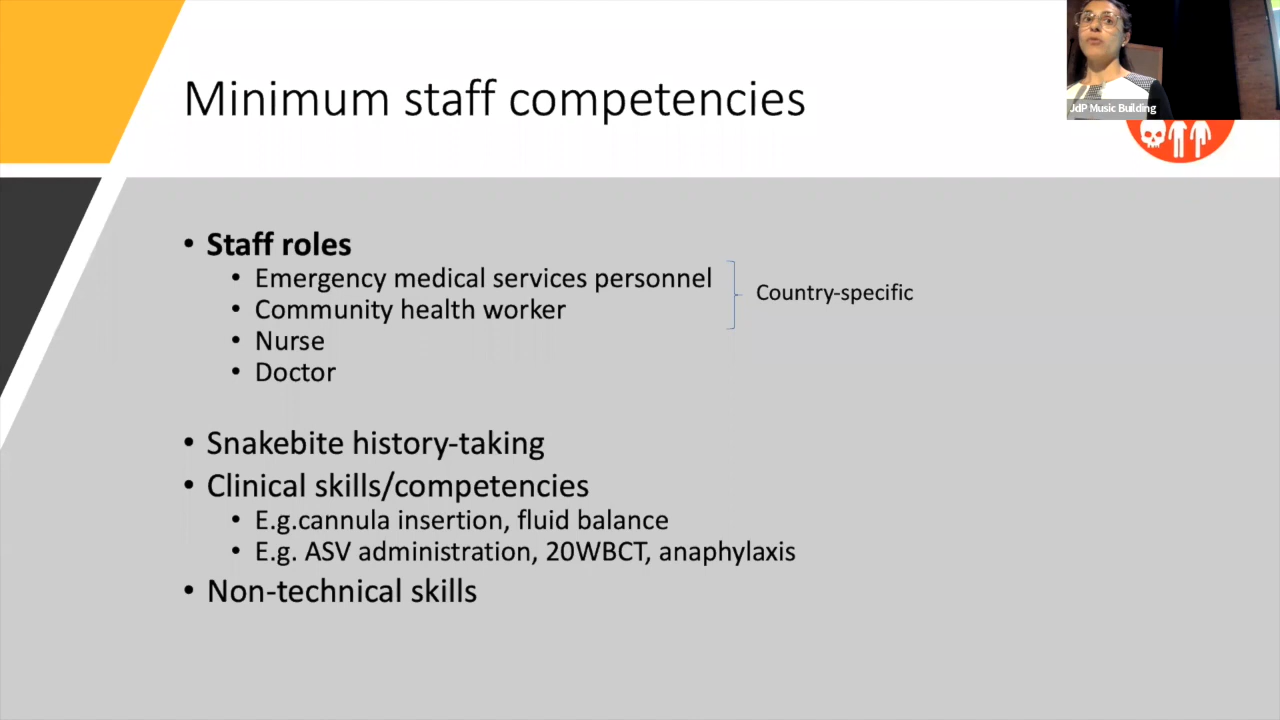 Minimum staff competencies
JdP Music Building
• Staff roles
• Emergency medical services personnel
Country-specific
• Community health worker
• Nurse
• Doctor
• Snakebite history-taking
• Clinical skills/competencies
• E.g.cannula insertion, fluid balance
• E.g. ASV administration, 20WBCT, anaphylaxis
• Non-technical skills